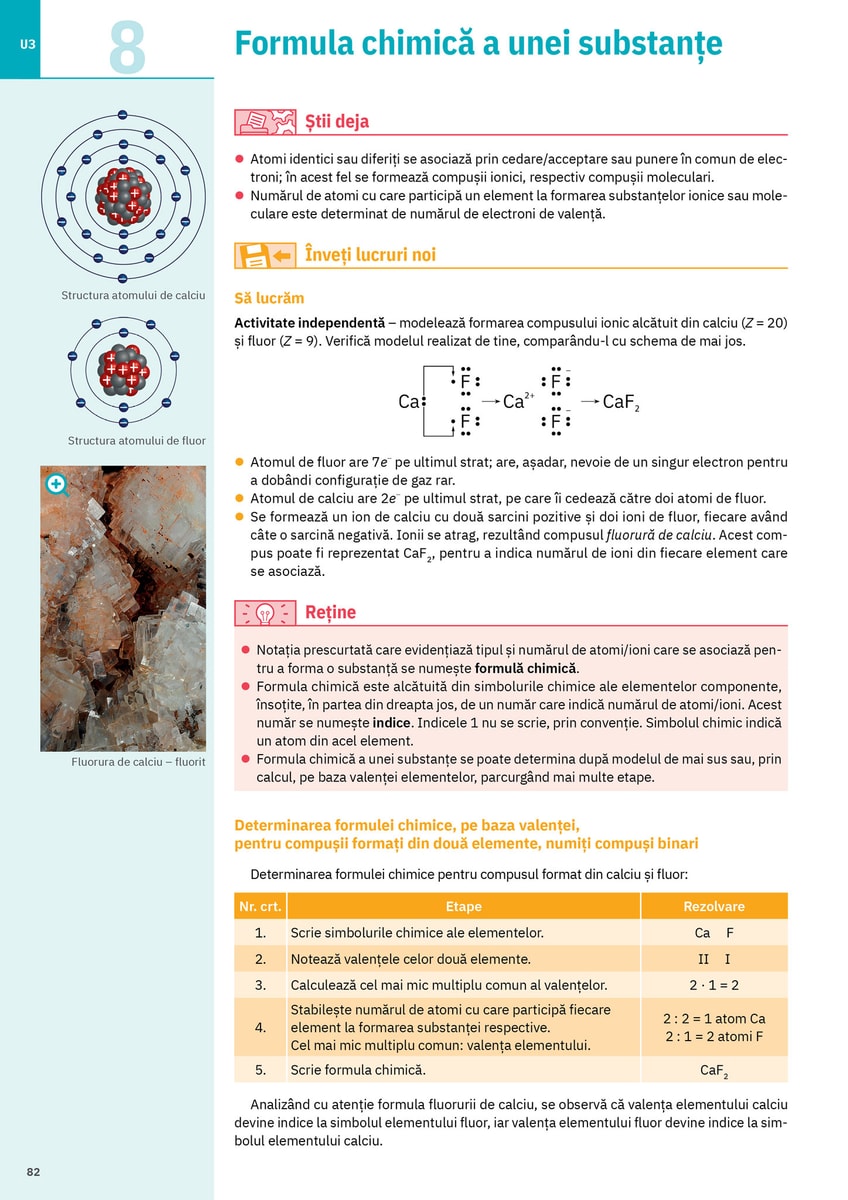 U3
8
Formula chimică a unei substanțe
Structura atomului de calciu
Structura atomului de fluor
Fluorura de calciu – fluorit
Știi deja
● Atomi identici sau diferiți se asociază prin cedare/acceptare sau punere în comun de elec-
troni; în acest fel se formează compușii ionici, respectiv compușii moleculari.
● Numărul de atomi cu care participă un element la formarea substanțelor ionice sau mole-
culare este determinat de numărul de electroni de valență.
Înveți lucruri noi
Să lucrăm
Activitate independentă – modelează formarea compusului ionic alcătuit din calciu (Z = 20)
și fluor (Z = 9). Verifică modelul realizat de tine, comparându-l cu schema de mai jos.
F F⁻
Ca → Ca²⁺ → CaF₂
F F⁻
● Atomul de fluor are 7e⁻ pe ultimul strat; are, așadar, nevoie de un singur electron pentru
a dobândi configurație de gaz rar.
● Atomul de calciu are 2e⁻ pe ultimul strat, pe care îi cedează către doi atomi de fluor.
● Se formează un ion de calciu cu două sarcini pozitive și doi ioni de fluor, fiecare având
câte o sarcină negativă. Ionii se atrag, rezultând compusul fluorură de calciu. Acest com-
pus poate fi reprezentat CaF₂, pentru a indica numărul de ioni din fiecare element care
se asociază.
Reține
● Notația prescurtată care evidențiază tipul și numărul de atomi/ioni care se asociază pen-
tru a forma o substanță se numește formulă chimică.
● Formula chimică este alcătuită din simbolurile chimice ale elementelor componente,
însoțite, în partea din dreapta jos, de un număr care indică numărul de atomi/ioni. Acest
număr se numește indice. Indicele 1 nu se scrie, prin convenție. Simbolul chimic indică
un atom din acel element.
● Formula chimică a unei substanțe se poate determina după modelul de mai sus sau, prin
calcul, pe baza valenței elementelor, parcurgând mai multe etape.
Determinarea formulei chimice, pe baza valenței,
pentru compușii formați din două elemente, numiți compuși binari
Determinarea formulei chimice pentru compusul format din calciu și fluor:
Nr. crt. Etape Rezolvare
1. Scrie simbolurile chimice ale elementelor. Ca F
2. Notează valențele celor două elemente. II I
3. Calculează cel mai mic multiplu comun al valențelor. 2 · 1 = 2
4. Stabilește numărul de atomi cu care participă fiecare
element la formarea substanței respective.
Cel mai mic multiplu comun: valența elementului.
2 : 2 = 1 atom Ca
2 : 1 = 2 atomi F
5. Scrie formula chimică. CaF₂
Analizând cu atenție formula fluorurii de calciu, se observă că valența elementului calciu
devine indice la simbolul elementului fluor, iar valența elementului fluor devine indice la sim-
bolul elementului calciu.
82